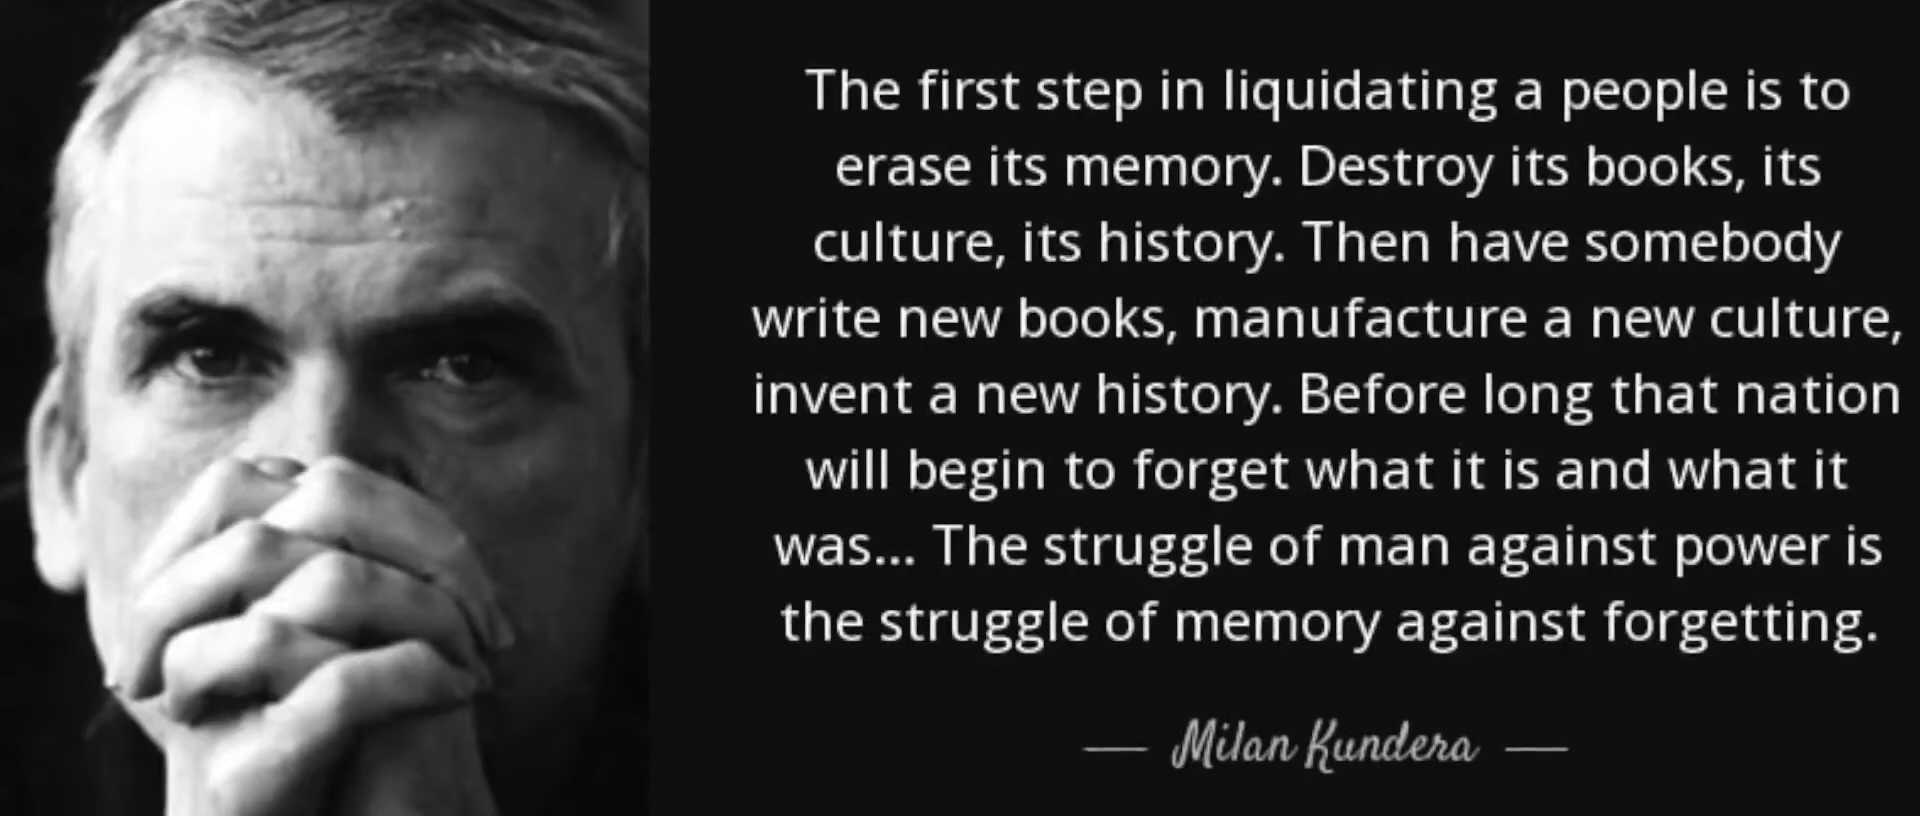 The first step in liquidating a people is to
erase its memory. Destroy its books, its
culture, its history. Then have somebody
write new books, manufacture a new culture,
invent a new history. Before long that nation
will begin to forget what it is and what it
was... The struggle of man against power is
the struggle of memory against forgetting.
— Milan Kundera —